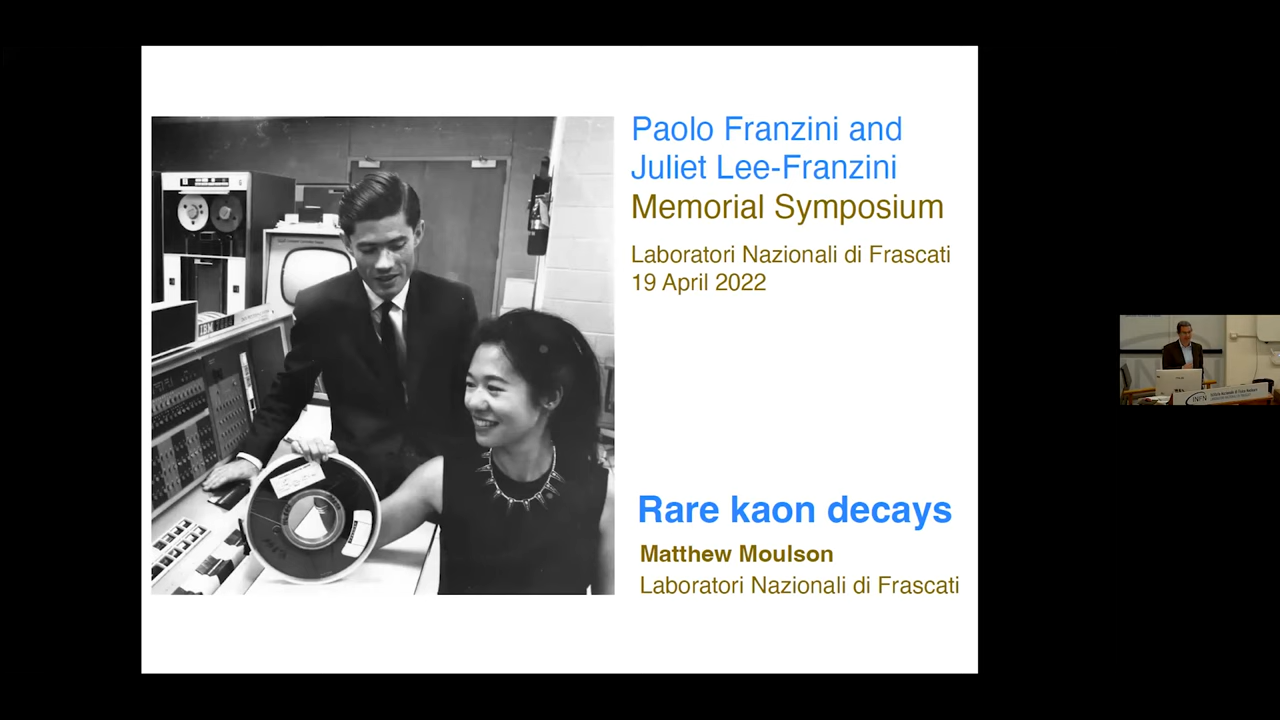 Paolo Franzini and
Juliet Lee-Franzini
Memorial Symposium
Laboratori Nazionali di Frascati
19 April 2022
IBM
Rare kaon decays
Matthew Moulson
Laboratori Nazionali di Frascati
INFN